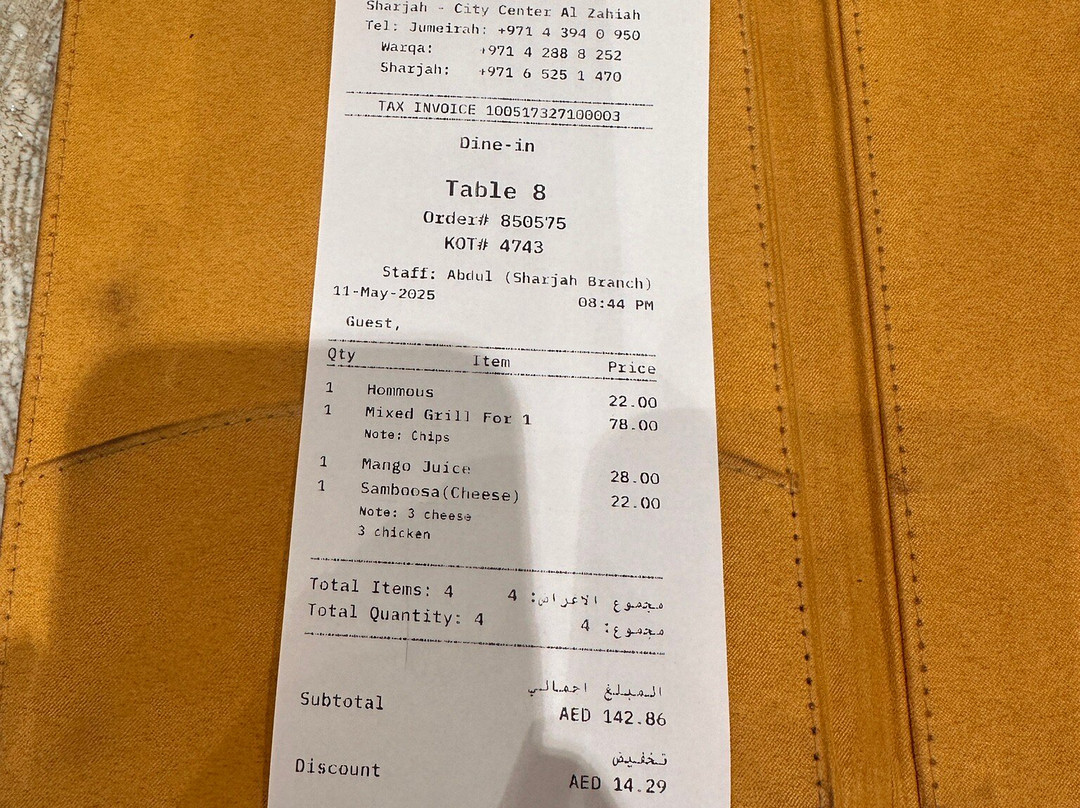 Sharjah - City Center Al Zahiah
Tel: Jumeirah: +971 4 394 0 950
Warqa: +971 4 288 8 252
Sharjah: +971 6 525 1 470
TAX INVOICE 100517327100003
Dine-in
Table 8
Order# 850575
KOT# 4743
Staff: Abdul (Sharjah Branch)
11-May-2025 08:44 PM
Guest,
Qty Item Price
1 Hommous 22.00
1 Mixed Grill For 1 78.00
Note: Chips
1 Mango Juice 28.00
1 Samboosa(Cheese) 22.00
Note: 3 cheese
3 chicken
Total Items: 4 مجموع الاعراض: 4
Total Quantity: 4 مجموع: 4
المبلغ اجمالي
Subtotal AED 142.86
تخفيض
Discount AED 14.29